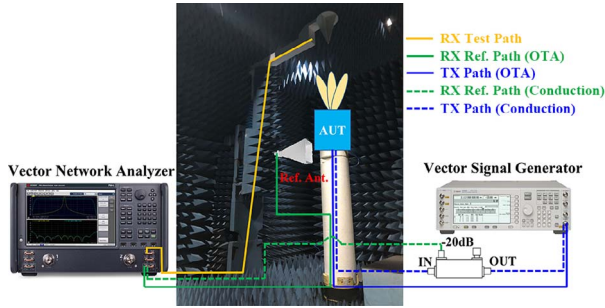 RX Test Path
RX Ref. Path (OTA)
TX Path (OTA)
RX Ref. Path (Conduction)
TX Path (Conduction)
AUT
Ref. Ant.
Vector Network Analyzer
Vector Signal Generator
-20dB
IN
OUT